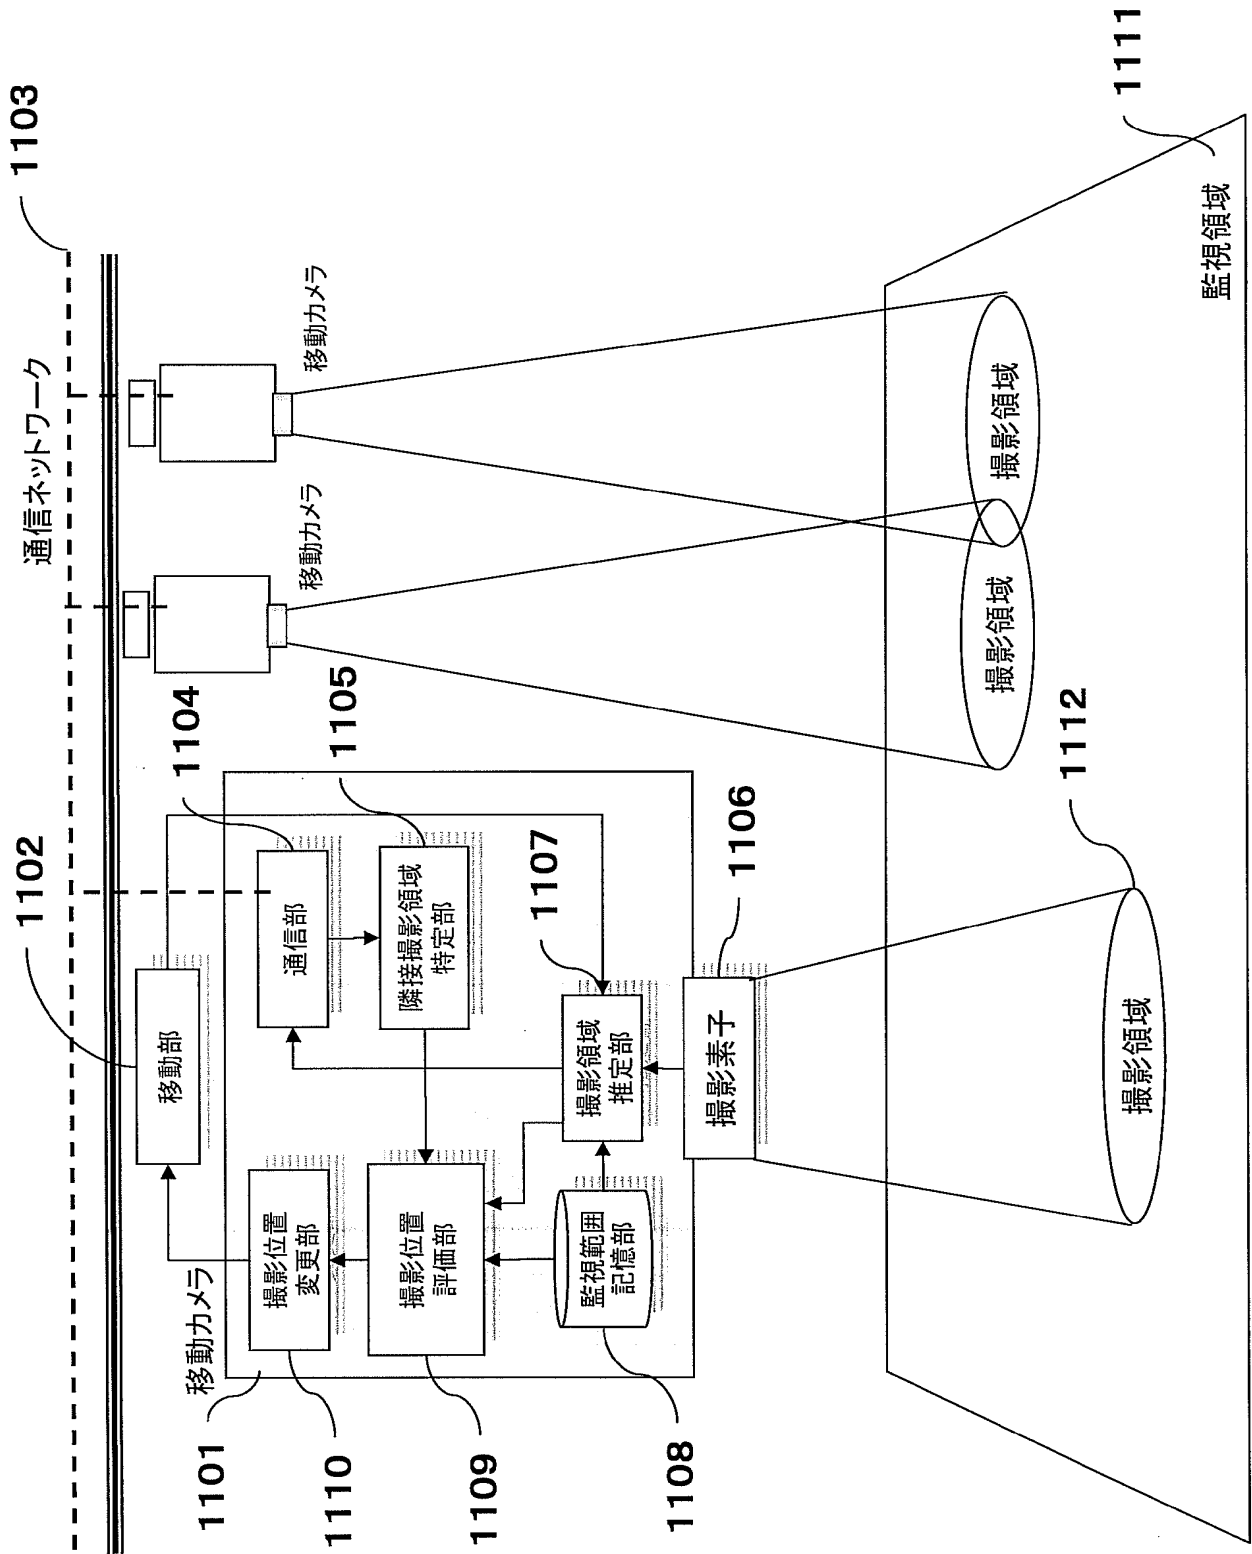 1103
通信ネットワーク
1102
移動部
移動カメラ
移動カメラ
1101
1104
通信部
1105
隣接撮影領域
特定部
1110
撮影位置
変更部
1109
撮影位置
評価部
1107
撮影領域
推定部
1108
監視範囲
記憶部
1106
撮影素子
移動カメラ
撮影領域
撮影領域
1112
撮影領域
1111
監視領域